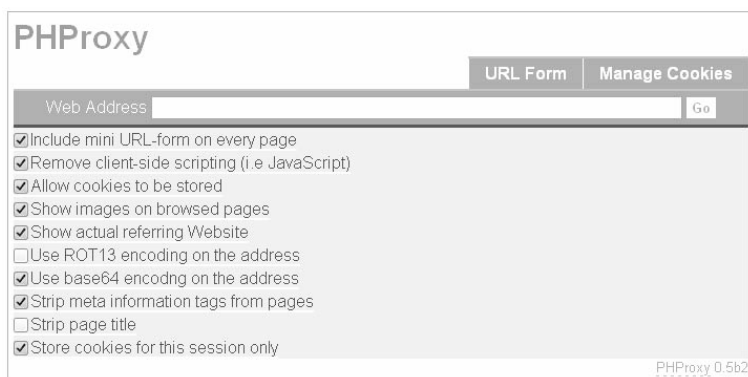 PHProxy
URL Form Manage Cookies
Web Address Go
Include mini URL-form on every page
Remove client-side scripting (i.e JavaScript)
Allow cookies to be stored
Show images on browsed pages
Show actual referring Website
Use ROT13 encoding on the address
Use base64 encodng on the address
Strip meta information tags from pages
Strip page title
Store cookies for this session only
PHProxy 0.5b2